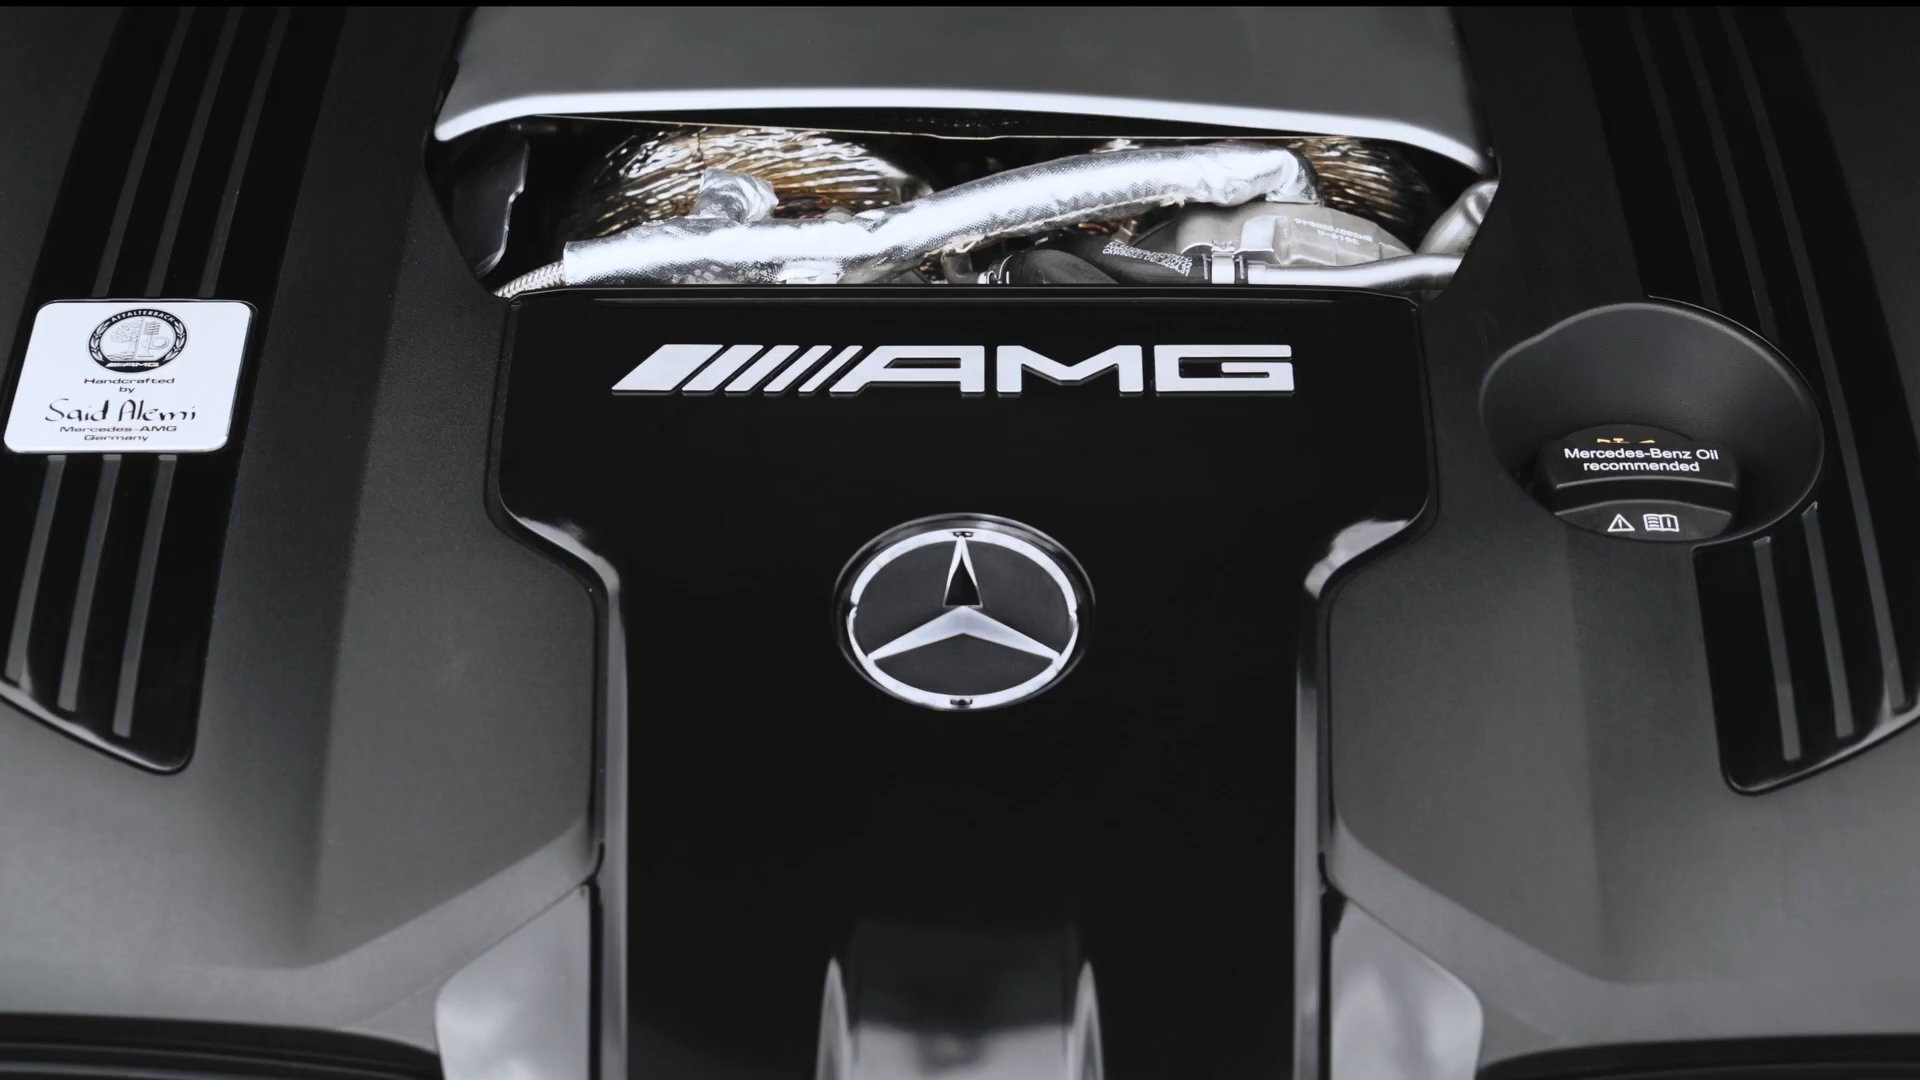 AFFALTERBACH
AMG
Handcrafted
by
Said Alemi
Mercedes-AMG
Germany
AMG
Mercedes-Benz Oil
recommended